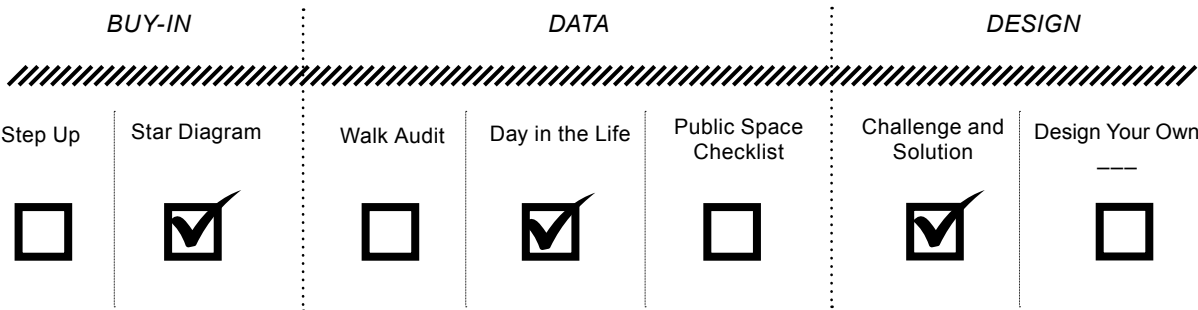 BUY-IN
DATA
DESIGN
Step Up
Star Diagram
Walk Audit
Day in the Life
Public Space
Checklist
Challenge and
Solution
Design Your Own
___